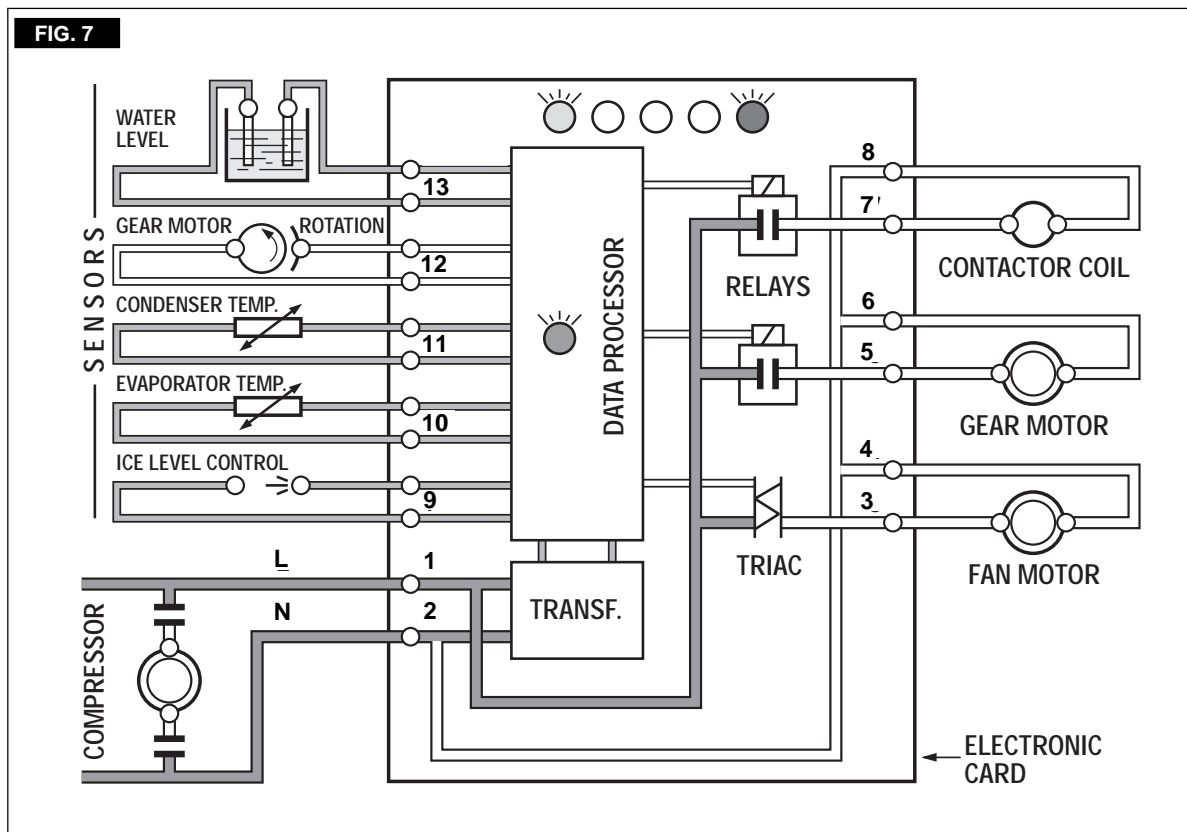 FIG. 7
WATER
LEVEL
13
GEAR MOTOR
ROTATION
12
CONDENSER TEMP.
11
EVAPORATOR TEMP.
10
ICE LEVEL CONTROL
9
SENSORS
L
1
N
2
COMPRESSOR
DATA PROCESSOR
TRANSF.
RELAYS
TRIAC
8
7
CONTACTOR COIL
6
5
GEAR MOTOR
4
3
FAN MOTOR
ELECTRONIC
CARD